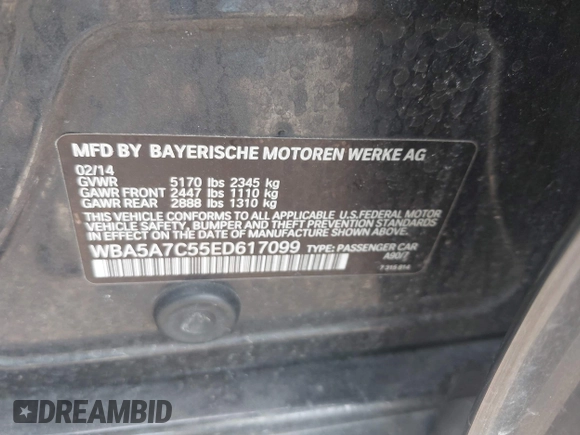 MFD BY BAYERISCHE MOTOREN WERKE AG
02/14
GVWR 5170 lbs 2345 kg
GAWR FRONT 2447 lbs 1110 kg
GAWR REAR 2888 lbs 1310 kg
THIS VEHICLE CONFORMS TO ALL APPLICABLE U.S.FEDERAL MOTOR
VEHICLE SAFETY, BUMPER AND THEFT PREVENTION STANDARDS
IN EFFECT ON THE DATE OF MANUFACTURE SHOWN ABOVE.
WBA5A7C55ED617099 TYPE: PASSENGER CAR
A90/7
DREAMBID